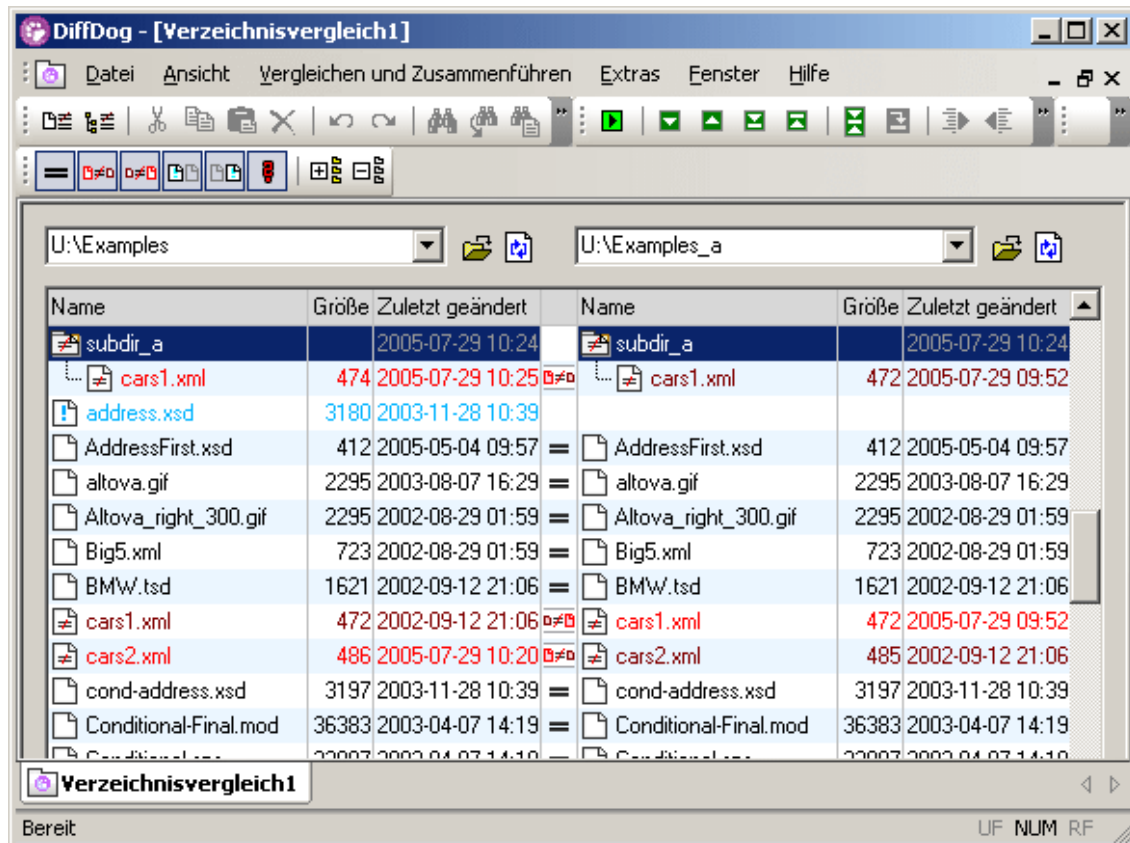 DiffDog - [Verzeichnisvergleich1]
Datei Ansicht Vergleichen und Zusammenführen Extras Fenster Hilfe
U:\Examples U:\Examples_a
Name Größe Zuletzt geändert Name Größe Zuletzt geändert
subdir_a 2005-07-29 10:24 subdir_a 2005-07-29 10:24
cars1.xml 474 2005-07-29 10:25 cars1.xml 472 2005-07-29 09:52
address.xsd 3180 2003-11-28 10:39
AddressFirst.xsd 412 2005-05-04 09:57 = AddressFirst.xsd 412 2005-05-04 09:57
altova.gif 2295 2003-08-07 16:29 = altova.gif 2295 2003-08-07 16:29
Altova_right_300.gif 2295 2002-08-29 01:59 = Altova_right_300.gif 2295 2002-08-29 01:59
Big5.xml 723 2002-08-29 01:59 = Big5.xml 723 2002-08-29 01:59
BMW.tsd 1621 2002-09-12 21:06 = BMW.tsd 1621 2002-09-12 21:06
cars1.xml 472 2002-09-12 21:06 cars1.xml 472 2005-07-29 09:52
cars2.xml 486 2005-07-29 10:20 cars2.xml 485 2002-09-12 21:06
cond-address.xsd 3197 2003-11-28 10:39 = cond-address.xsd 3197 2003-11-28 10:39
Conditional-Final.mod 36383 2003-04-07 14:19 = Conditional-Final.mod 36383 2003-04-07 14:19
Verzeichnisvergleich1
Bereit UF NUM RF